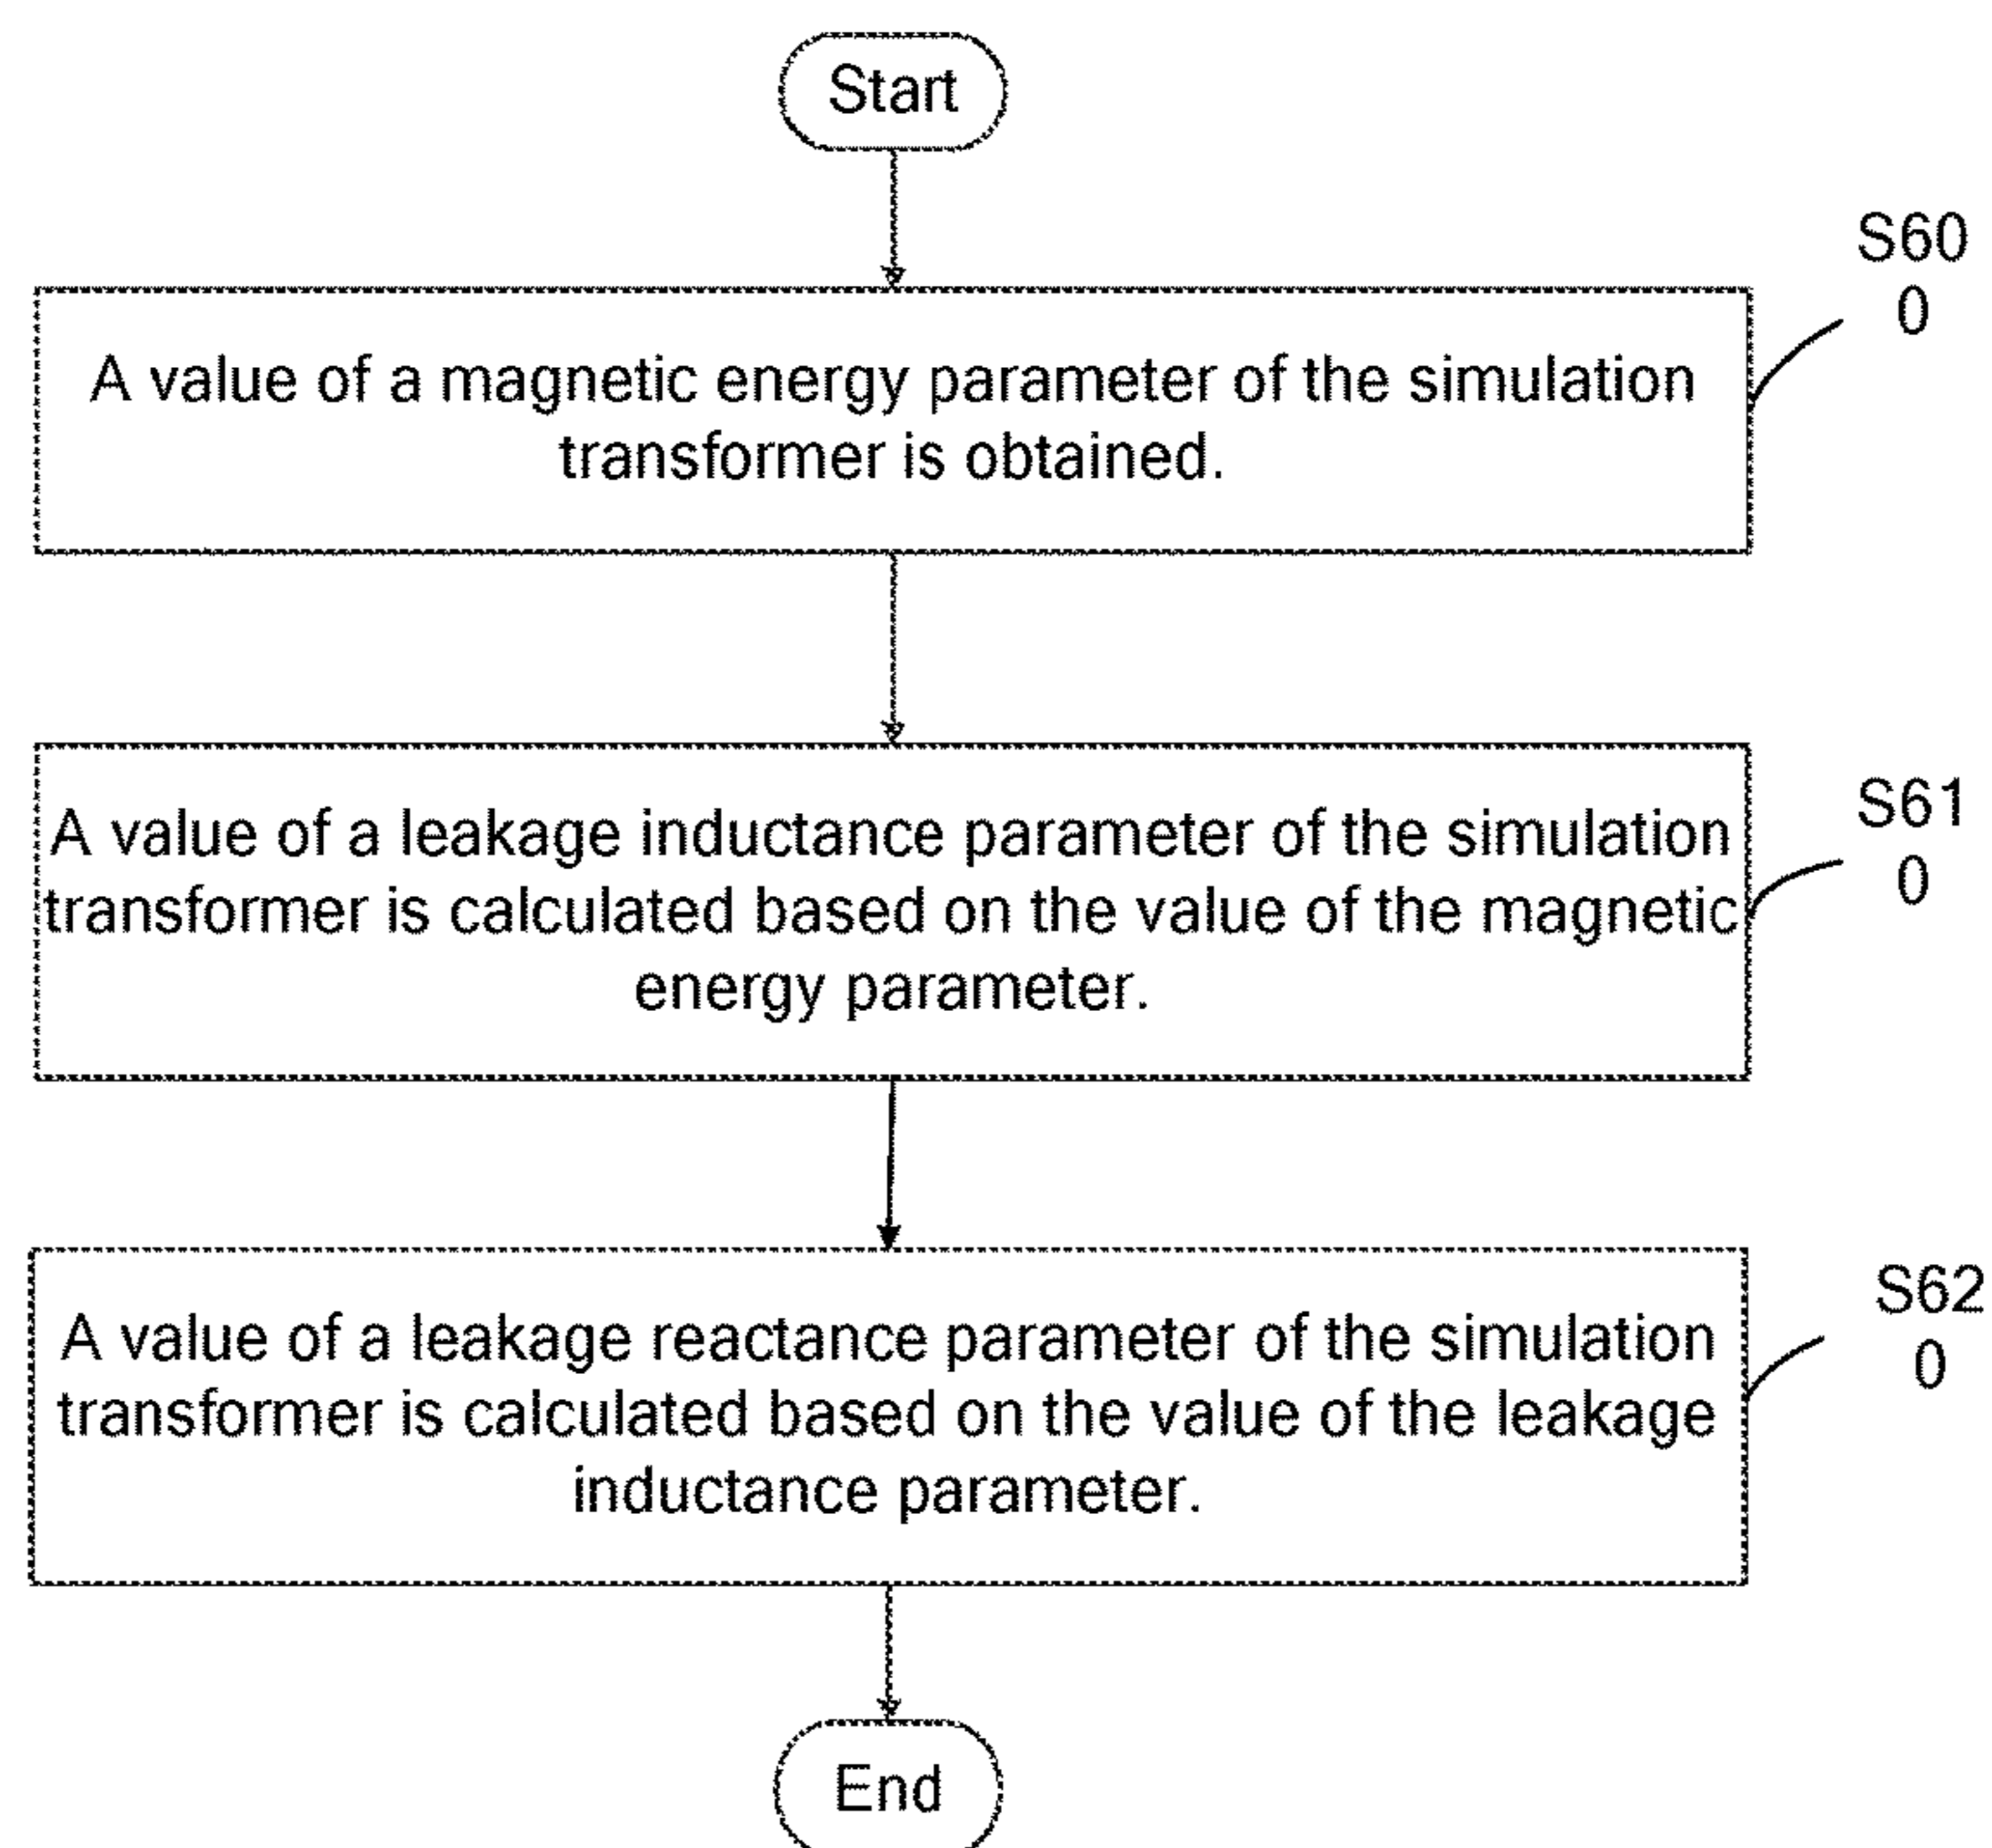 Start
S60
0
A value of a magnetic energy parameter of the simulation
transformer is obtained.
S61
0
A value of a leakage inductance parameter of the simulation
transformer is calculated based on the value of the magnetic
energy parameter.
S62
0
A value of a leakage reactance parameter of the simulation
transformer is calculated based on the value of the leakage
inductance parameter.
End